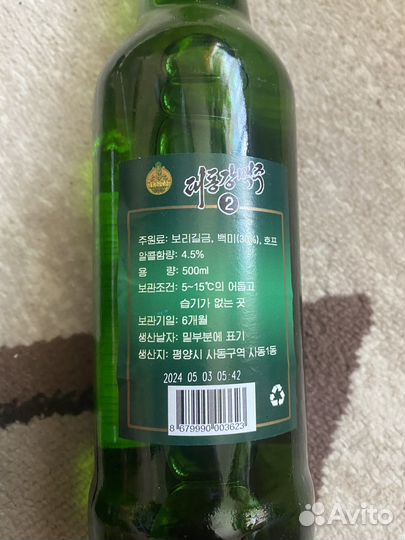 대동강맥주
2
주원료: 보리길금, 백미(30%), 호프
알콜함량: 4.5%
용 량: 500ml
보관조건: 5~15℃의 어둡고
습기가 없는 곳
보관기일: 6개월
생산날자: 밑부분에 표기
생산지: 평양시 사동구역 사동1동
2024 05 03 05:42
8 679990 003623
Avito